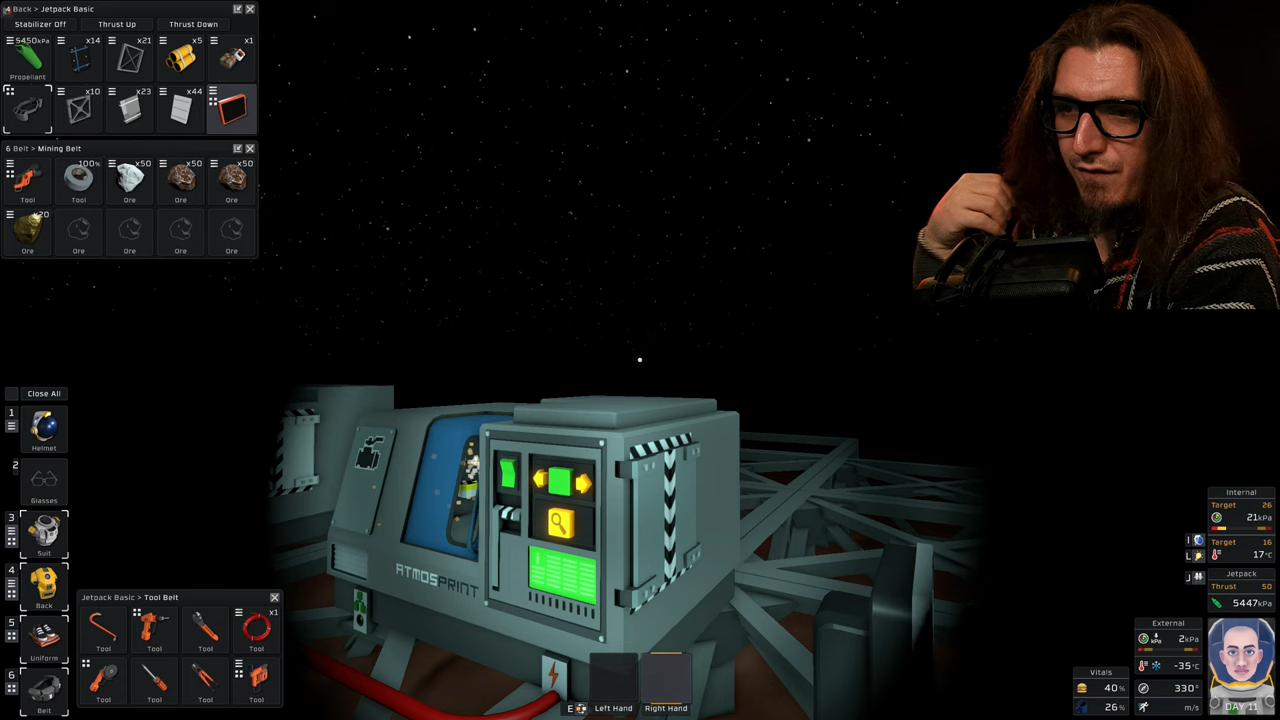 4 Back > Jetpack Basic
Stabilizer Off Thrust Up Thrust Down
5450kPa x14 x21 x5 x1
Propellant
x10 x23 x44
6 Belt > Mining Belt
100% x50 x50 x50
Tool Tool Ore Ore Ore
x20
Ore Ore Ore Ore Ore
Close All
1
Helmet
2
Glasses
3
Suit
4
Back
5
Uniform
6
Belt
Jetpack Basic > Tool Belt
x1
Tool Tool Tool Tool
Tool Tool Tool Tool
ATMOSPRINT
E Left Hand Right Hand
Internal
Target 26
21kPa
Target 16
17°C
I
L
J
Jetpack
Thrust 50
5447kPa
External
kPa 2kPa
-35°C
330°
m/s
Vitals
40%
26%
DAY 11